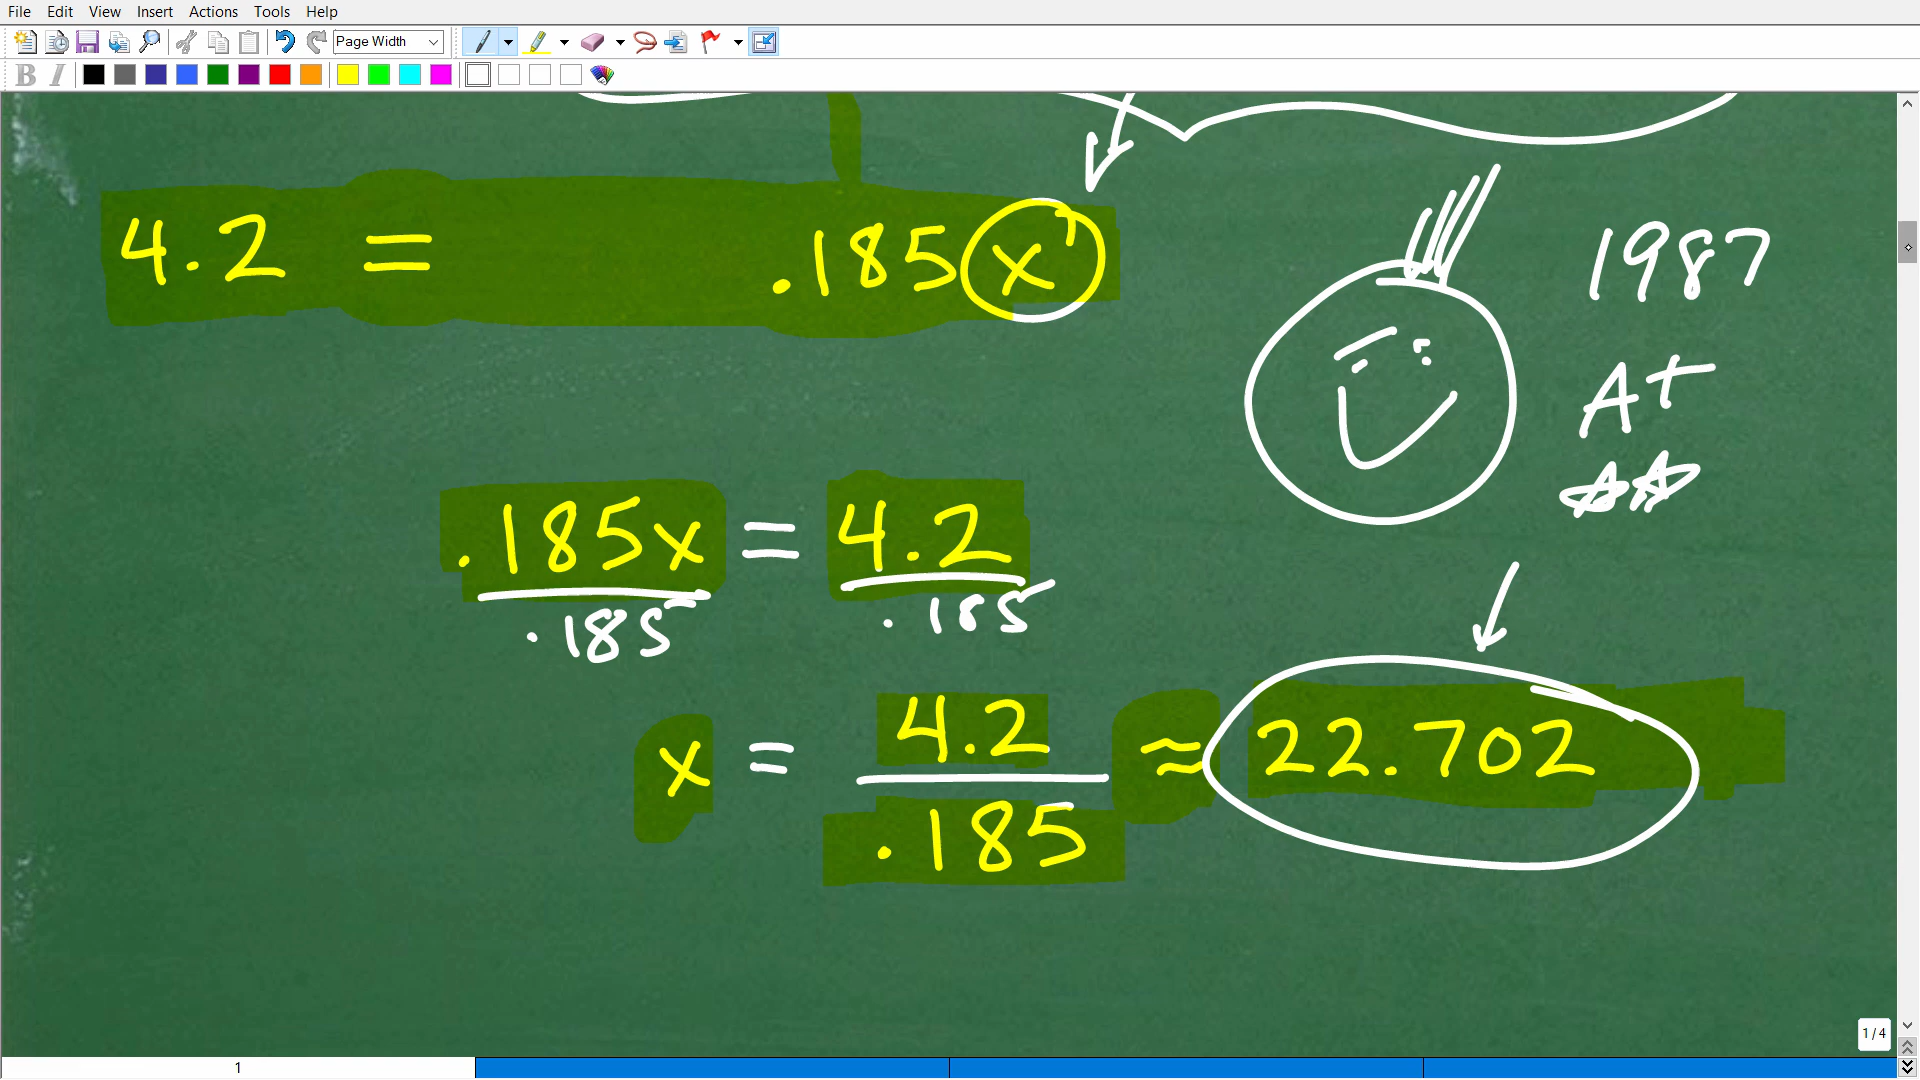 File Edit View Insert Actions Tools Help
Page Width
B I
4.2 = .185x
1987
A+
.185x = 4.2
.185 .185
x = 4.2 ≈ 22.702
.185
1 / 4
1